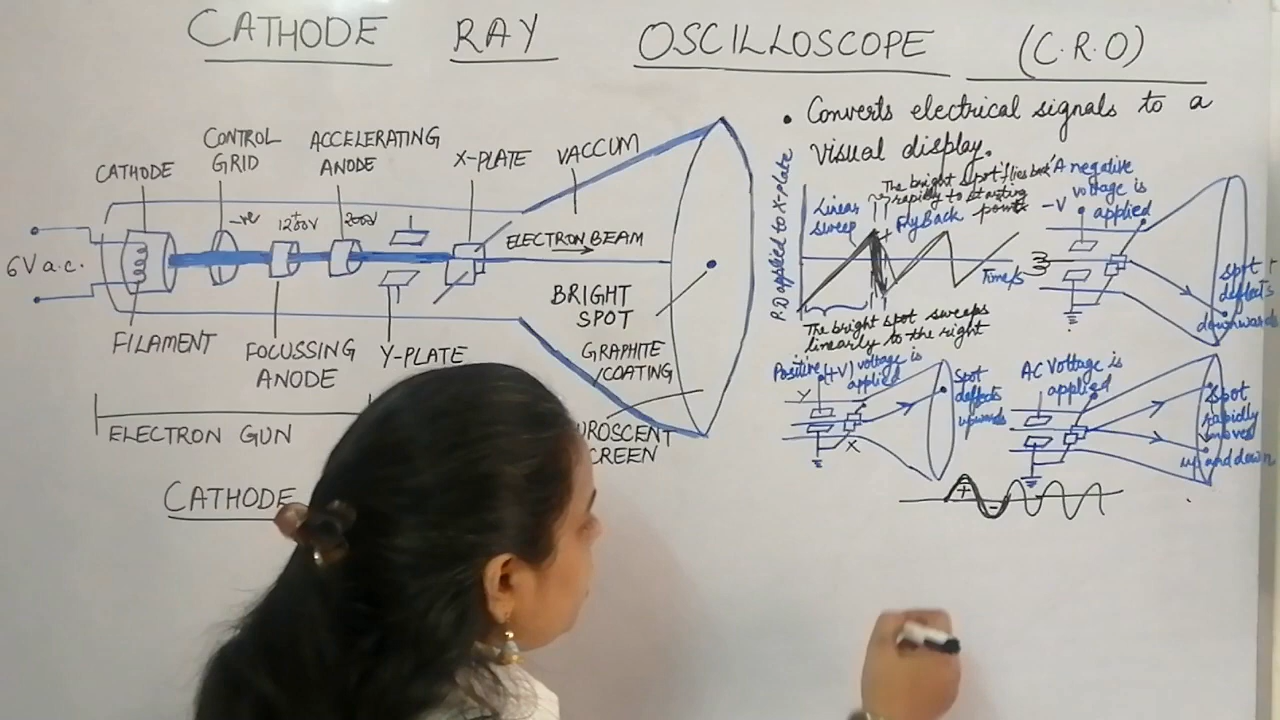 CATHODE RAY OSCILLOSCOPE (C.R.O)
• Converts electrical signals to a
visual display.
CATHODE
CONTROL
GRID
ACCELERATING
ANODE
X-PLATE
VACCUM
-ve
6V a.c.
ELECTRON BEAM
BRIGHT
SPOT
GRAPHITE
COATING
FILAMENT
FOCUSSING
ANODE
Y-PLATE
ELECTRON GUN
UROSCENT
CREEN
CATHODE
P.D applied to X-plate
Linear
sweep
The bright spot flies back
rapidly to starting
point
FlyBack
+
Time/s
The bright spot sweeps
linearly to the right
A negative
voltage is
applied
-V
spot
deflects
downwards
Positive (+V) voltage is
applied
Y
X
Spot
deflects
upwards
AC Voltage is
applied
Spot
rapidly
moves
up and down
+
-